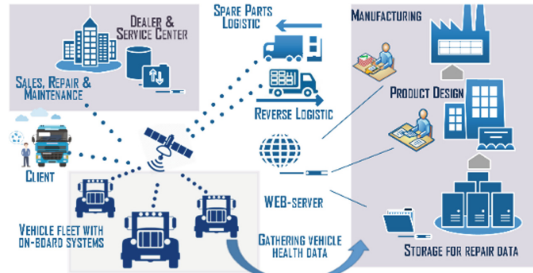 DEALER &
SERVICE CENTER
SALES, REPAIR &
MAINTENANCE
CLIENT
VEHICLE FLEET WITH
ON-BOARD SYSTEMS
SPARE PARTS
LOGISTIC
REVERSE LOGISTIC
WEB-SERVER
GATHERING VEHICLE
HEALTH DATA
MANUFACTURING
PRODUCT DESIGN
STORAGE FOR REPAIR DATA